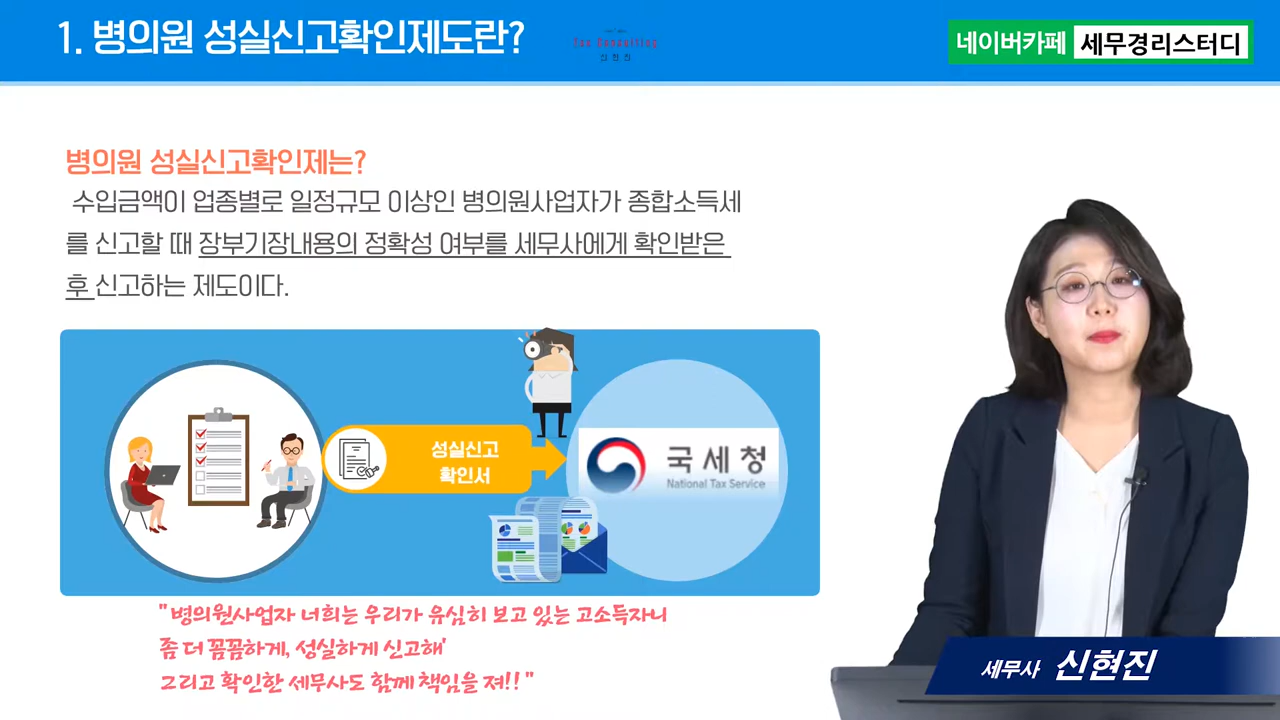 1. 병의원 성실신고확인제도란?
Tax Consulting
신현진
네이버카페 세무경리스터디
병의원 성실신고확인제는?
수입금액이 업종별로 일정규모 이상인 병의원사업자가 종합소득세
를 신고할 때 장부기장내용의 정확성 여부를 세무사에게 확인받은
후 신고하는 제도이다.
성실신고
확인서
국세청
National Tax Service
"병의원사업자 너희는 우리가 유심히 보고 있는 고소득자니
좀 더 꼼꼼하게, 성실하게 신고해'
그리고 확인한 세무사도 함께 책임을 져!! "
세무사 신현진